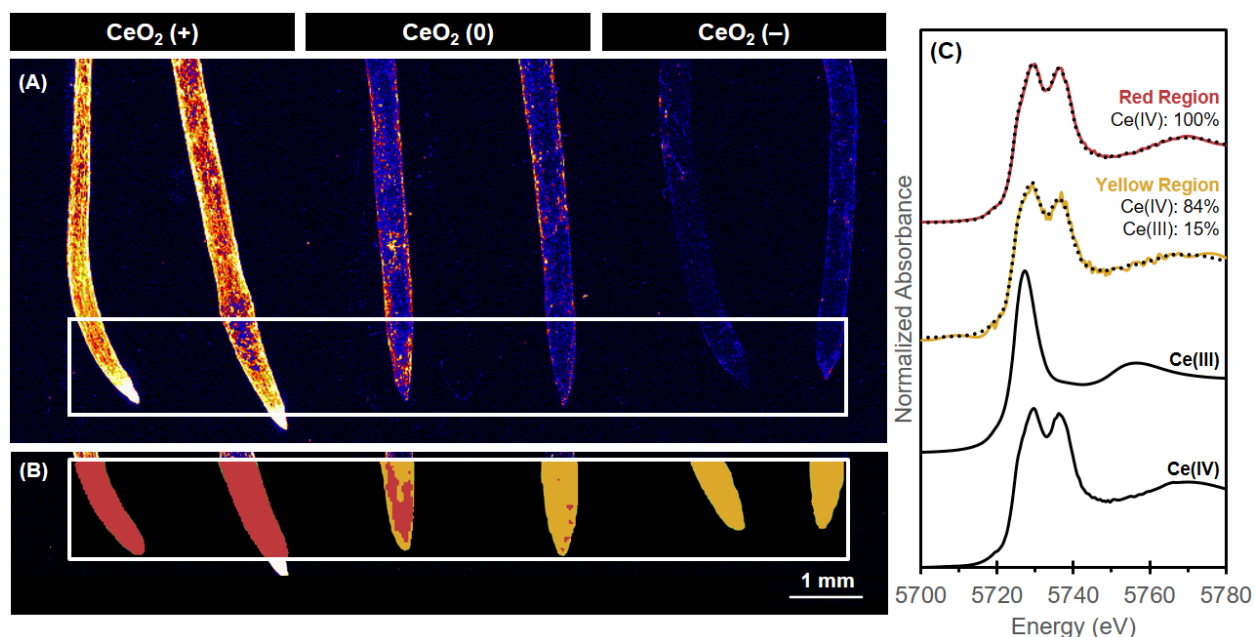 CeO₂ (+)
CeO₂ (0)
CeO₂ (–)
(A)
(B)
1 mm
(C)
Red Region
Ce(IV): 100%
Yellow Region
Ce(IV): 84%
Ce(III): 15%
Ce(III)
Ce(IV)
Normalized Absorbance
5700 5720 5740 5760 5780
Energy (eV)